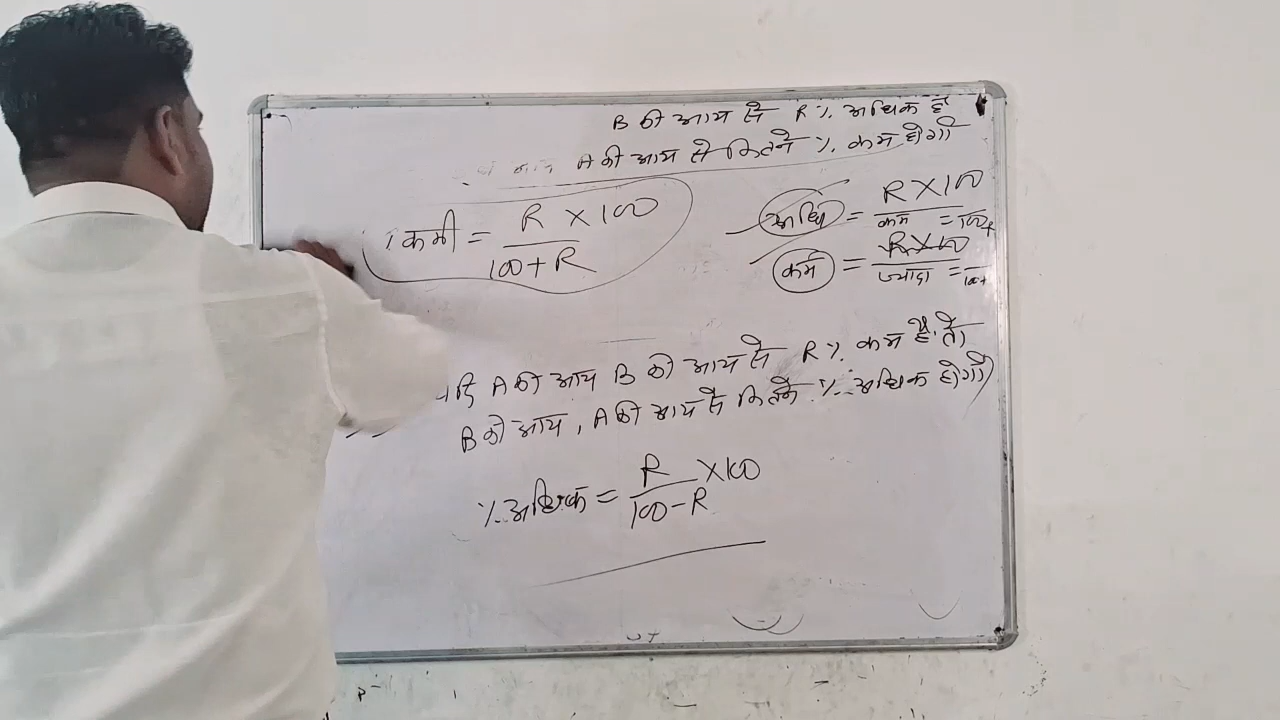 B की आय से R % अधिक है
A की आय से कितने % कम होगी
% कमी = R × 100 / 100 + R
अधिक = R × 100 / कम = 100
कम = R × 100 / ज्यादा = 100+
A की आय B की आय से R % कम है, तो
B की आय, A की आय से कितने % अधिक होगी
% अधिक = R / 100 - R × 100